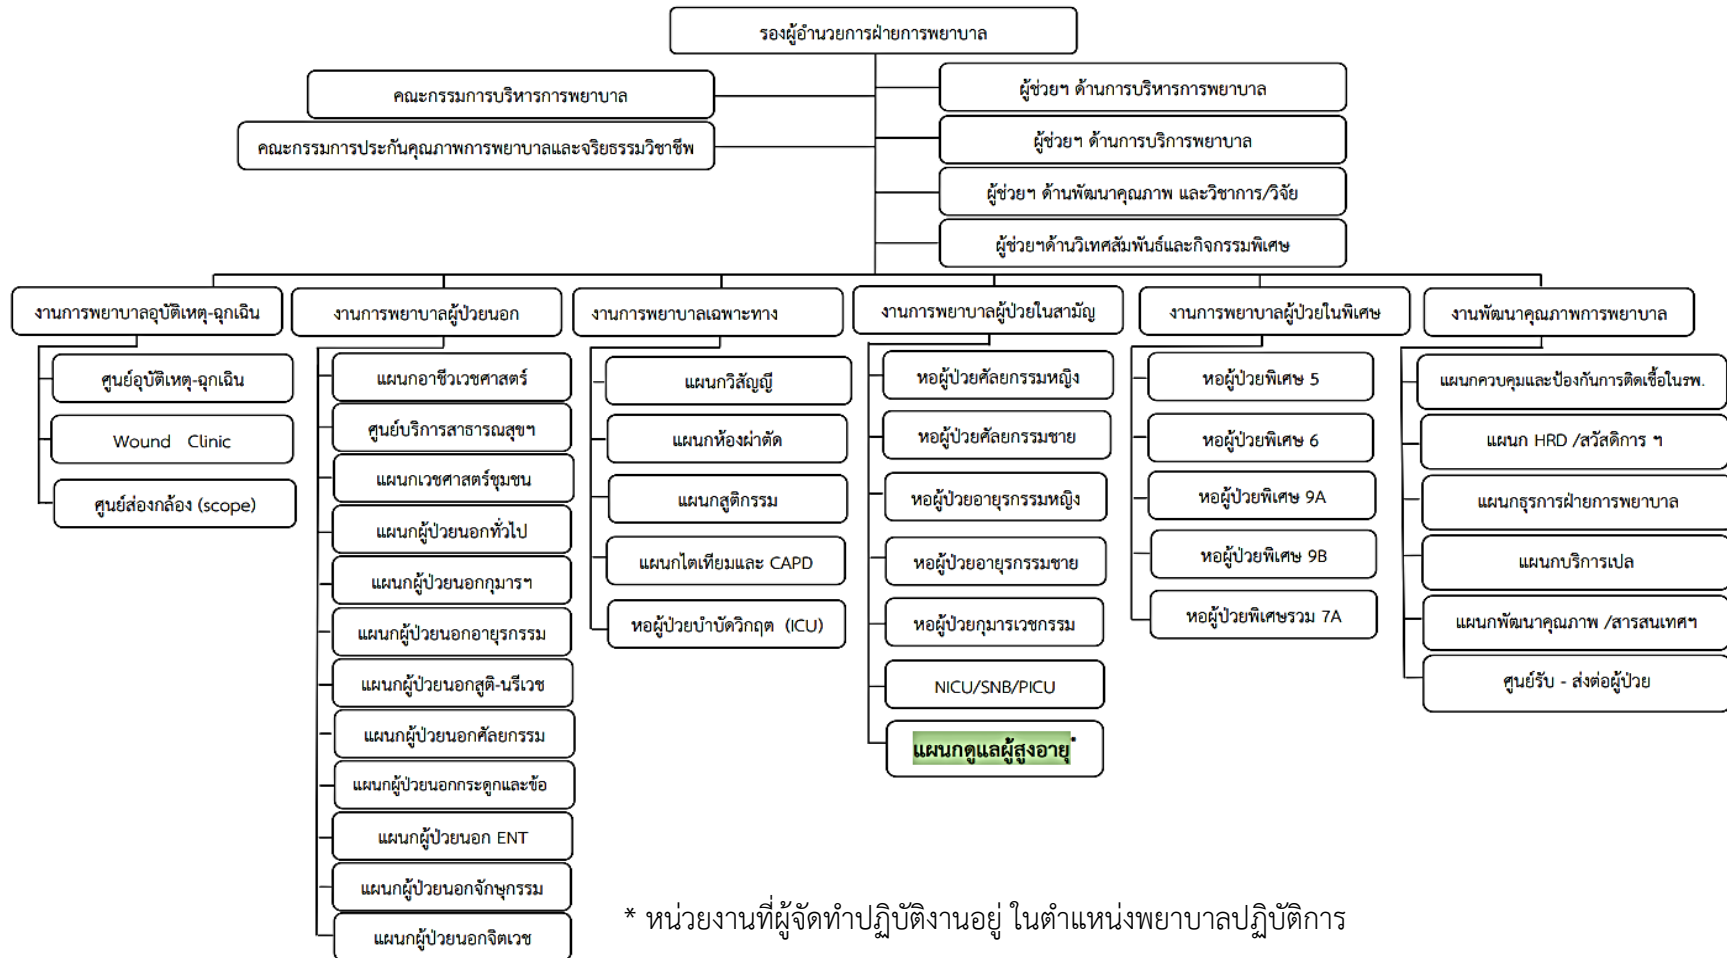 รองผู้อำนวยการฝ่ายการพยาบาล
คณะกรรมการบริหารการพยาบาล
คณะกรรมการประกันคุณภาพการพยาบาลและจริยธรรมวิชาชีพ
ผู้ช่วยฯ ด้านการบริหารการพยาบาล
ผู้ช่วยฯ ด้านการบริการพยาบาล
ผู้ช่วยฯ ด้านพัฒนาคุณภาพ และวิชาการ/วิจัย
ผู้ช่วยฯด้านวิเทศสัมพันธ์และกิจกรรมพิเศษ
งานการพยาบาลอุบัติเหตุ-ฉุกเฉิน
ศูนย์อุบัติเหตุ-ฉุกเฉิน
Wound Clinic
ศูนย์ส่องกล้อง (scope)
งานการพยาบาลผู้ป่วยนอก
แผนกอาชีวเวชศาสตร์
ศูนย์บริการสาธารณสุขฯ
แผนกเวชศาสตร์ชุมชน
แผนกผู้ป่วยนอกทั่วไป
แผนกผู้ป่วยนอกกุมารฯ
แผนกผู้ป่วยนอกอายุรกรรม
แผนกผู้ป่วยนอกสูติ-นรีเวช
แผนกผู้ป่วยนอกศัลยกรรม
แผนกผู้ป่วยนอกกระดูกและข้อ
แผนกผู้ป่วยนอก ENT
แผนกผู้ป่วยนอกจักษุกรรม
แผนกผู้ป่วยนอกจิตเวช
งานการพยาบาลเฉพาะทาง
แผนกวิสัญญี
แผนกห้องผ่าตัด
แผนกสูติกรรม
แผนกไตเทียมและ CAPD
หอผู้ป่วยบำบัดวิกฤต (ICU)
งานการพยาบาลผู้ป่วยในสามัญ
หอผู้ป่วยศัลยกรรมหญิง
หอผู้ป่วยศัลยกรรมชาย
หอผู้ป่วยอายุรกรรมหญิง
หอผู้ป่วยอายุรกรรมชาย
หอผู้ป่วยกุมารเวชกรรม
NICU/SNB/PICU
แผนกดูแลผู้สูงอายุ*
งานการพยาบาลผู้ป่วยในพิเศษ
หอผู้ป่วยพิเศษ 5
หอผู้ป่วยพิเศษ 6
หอผู้ป่วยพิเศษ 9A
หอผู้ป่วยพิเศษ 9B
หอผู้ป่วยพิเศษรวม 7A
งานพัฒนาคุณภาพการพยาบาล
แผนกควบคุมและป้องกันการติดเชื้อในรพ.
แผนก HRD /สวัสดิการ ฯ
แผนกธุรการฝ่ายการพยาบาล
แผนกบริการเปล
แผนกพัฒนาคุณภาพ /สารสนเทศฯ
ศูนย์รับ - ส่งต่อผู้ป่วย
* หน่วยงานที่ผู้จัดทำปฏิบัติงานอยู่ ในตำแหน่งพยาบาลปฏิบัติการ